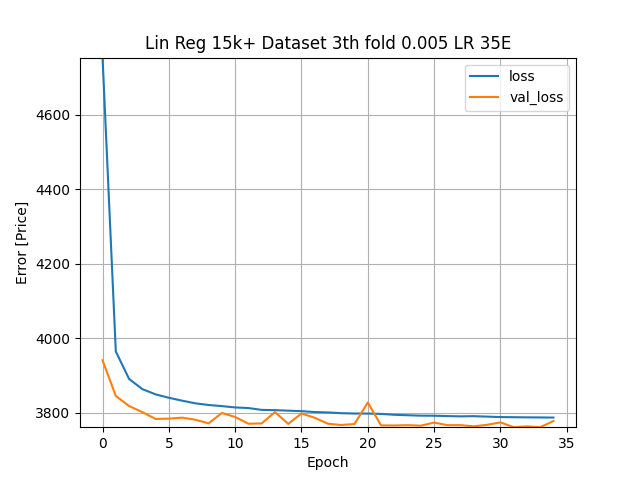 Lin Reg 15k+ Dataset 3th fold 0.005 LR 35E
loss
val_loss
Error [Price]
4600
4400
4200
4000
3800
0 5 10 15 20 25 30 35
Epoch